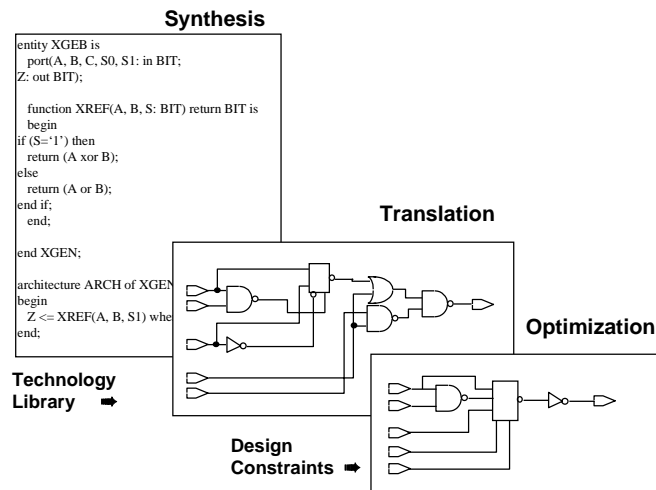 Synthesis
entity XGEB is
port(A, B, C, S0, S1: in BIT;
Z: out BIT);
function XREF(A, B, S: BIT) return BIT is
begin
if (S=‘1’) then
return (A xor B);
else
return (A or B);
end if;
end;
end XGEN;
architecture ARCH of XGEN
begin
Z <= XREF(A, B, S1) whe
end;
Translation
Optimization
Technology
Library ➠
Design
Constraints ➠